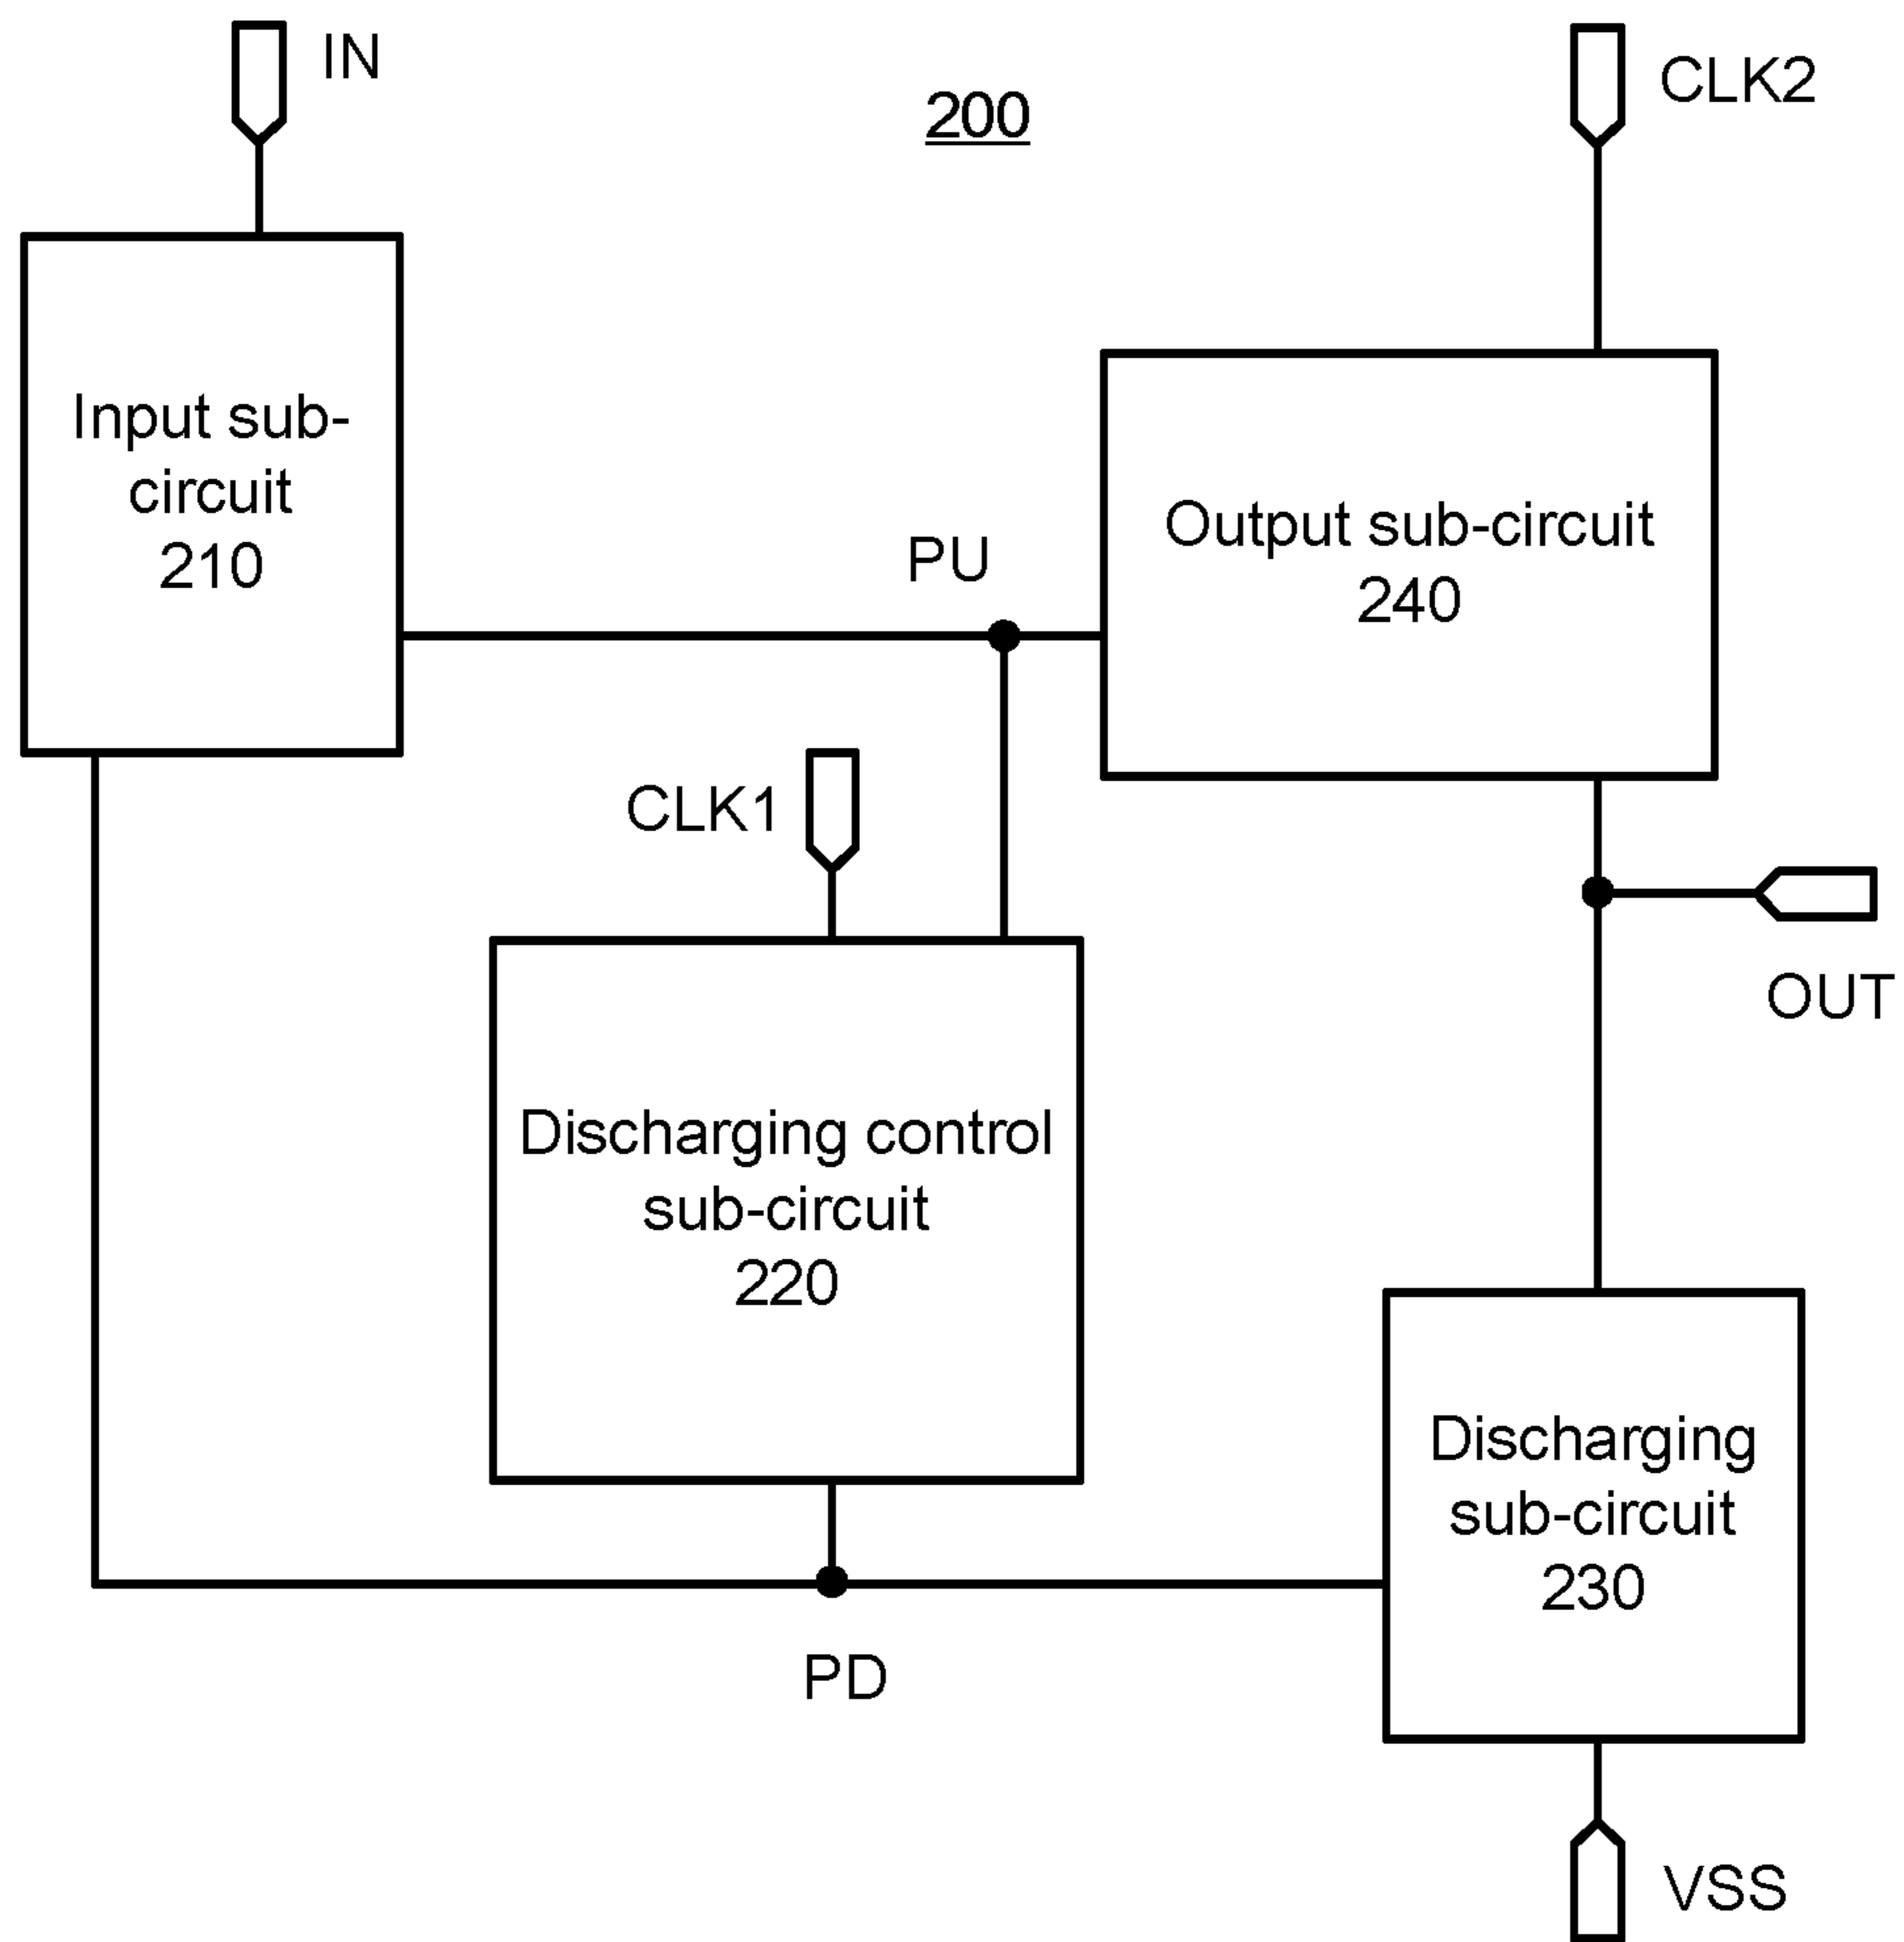 IN
200
CLK2
Input sub-
circuit
210
Output sub-circuit
240
PU
CLK1
OUT
Discharging control
sub-circuit
220
Discharging
sub-circuit
230
PD
VSS